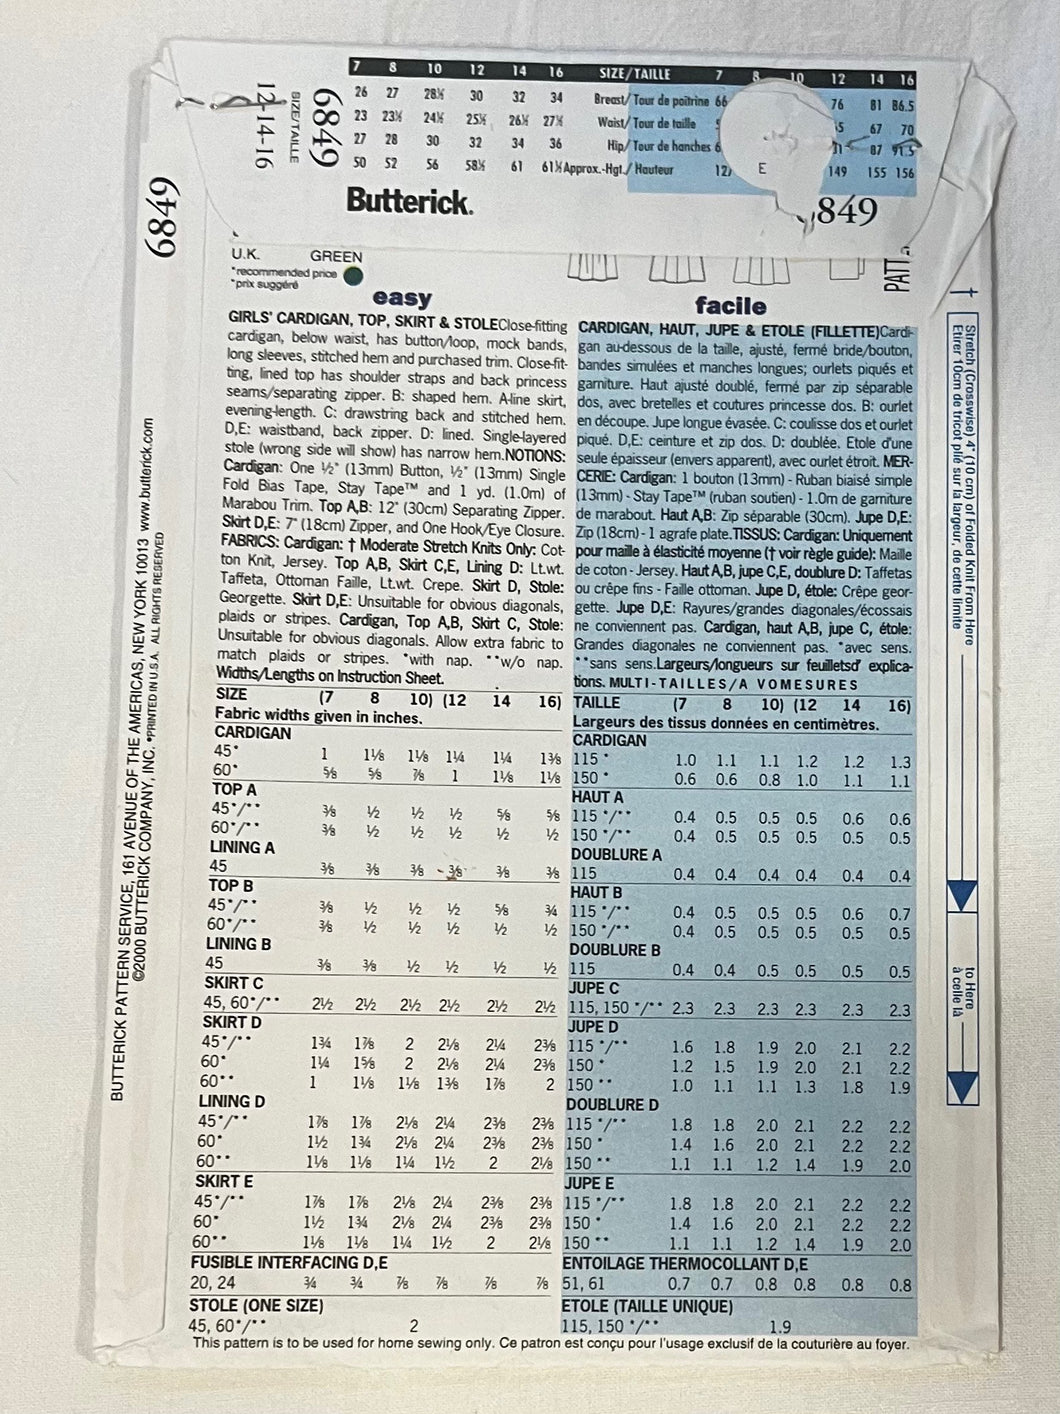 7 8 10 12 14 16 SIZE/TAILLE 7 8 10 12 14 16
26 27 28½ 30 32 34 Breast/Tour de poitrine 66 76 81 86.5
23 23½ 24½ 25½ 26½ 27½ Waist/Tour de taille 67 70
27 28 30 32 34 36 Hip/Tour de hanches 87 91.5
50 52 56 58½ 61 61½ Approx.-Hgt./Hauteur 149 155 156
E
Butterick.
849
12-14-16
SIZE/TAILLE
6849
6849
U.K. GREEN
*recommended price
*prix suggéré
easy
GIRLS' CARDIGAN, TOP, SKIRT & STOLE Close-fitting
cardigan, below waist, has button/loop, mock bands,
long sleeves, stitched hem and purchased trim. Close-fit-
ting, lined top has shoulder straps and back princess
seams/separating zipper. B: shaped hem. A-line skirt,
evening-length. C: drawstring back and stitched hem.
D,E: waistband, back zipper. D: lined. Single-layered
stole (wrong side will show) has narrow hem. NOTIONS:
Cardigan: One ½" (13mm) Button, ½" (13mm) Single
Fold Bias Tape, Stay Tape™ and 1 yd. (1.0m) of
Marabou Trim. Top A,B: 12" (30cm) Separating Zipper.
Skirt D,E: 7" (18cm) Zipper, and One Hook/Eye Closure.
FABRICS: Cardigan: † Moderate Stretch Knits Only: Cot-
ton Knit, Jersey. Top A,B, Skirt C,E, Lining D: Lt.wt.
Taffeta, Ottoman Faille, Lt.wt. Crepe. Skirt D, Stole:
Georgette. Skirt D,E: Unsuitable for obvious diagonals,
plaids or stripes. Cardigan, Top A,B, Skirt C, Stole:
Unsuitable for obvious diagonals. Allow extra fabric to
match plaids or stripes. *with nap. **w/o nap.
Widths/Lengths on Instruction Sheet.
facile
CARDIGAN, HAUT, JUPE & ETOLE (FILLETTE)Cardi-
gan au-dessous de la taille, ajusté, fermé bride/bouton,
bandes simulées et manches longues; ourlets piqués et
garniture. Haut ajusté doublé, fermé par zip séparable
dos, avec bretelles et coutures princesse dos. B: ourlet
en découpe. Jupe longue évasée. C: coulisse dos et ourlet
piqué. D,E: ceinture et zip dos. D: doublée. Etole d'une
seule épaisseur (envers apparent), avec ourlet étroit. MER-
CERIE: Cardigan: 1 bouton (13mm) - Ruban biaisé simple
(13mm) - Stay Tape™ (ruban soutien) - 1.0m de garniture
de marabout. Haut A,B: Zip séparable (30cm). Jupe D,E:
Zip (18cm) - 1 agrafe plate. TISSUS: Cardigan: Uniquement
pour maille à élasticité moyenne († voir règle guide): Maille
de coton - Jersey. Haut A,B, jupe C,E, doublure D: Taffetas
ou crêpe fins - Faille ottoman. Jupe D, étole: Crêpe geor-
gette. Jupe D,E: Rayures/grandes diagonales/écossais
ne conviennent pas. Cardigan, haut A,B, jupe C, étole:
Grandes diagonales ne conviennent pas. *avec sens.
**sans sens.Largeurs/longueurs sur feuilletsd' explica-
tions. MULTI-TAILLES/A VOMESURES
SIZE (7 8 10) (12 14 16)
Fabric widths given in inches.
CARDIGAN
45* 1 1⅛ 1⅛ 1¼ 1¼ 1⅜
60* ⅝ ⅝ ⅞ 1 1⅛ 1⅛
TOP A
45*/** ⅜ ½ ½ ½ ⅝ ⅝
60*/** ⅜ ½ ½ ½ ½ ½
LINING A
45 ⅜ ⅜ ⅜ ⅜ ⅜ ⅜
TOP B
45*/** ⅜ ½ ½ ½ ⅝ ¾
60*/** ⅜ ½ ½ ½ ½ ½
LINING B
45 ⅜ ⅜ ½ ½ ½ ½
SKIRT C
45, 60*/** 2½ 2½ 2½ 2½ 2½ 2½
SKIRT D
45*/** 1¾ 1⅞ 2 2⅛ 2¼ 2⅜
60* 1¼ 1⅝ 2 2⅛ 2¼ 2⅜
60** 1 1⅛ 1⅛ 1⅜ 1⅞ 2
LINING D
45*/** 1⅞ 1⅞ 2⅛ 2¼ 2⅜ 2⅜
60* 1½ 1¾ 2⅛ 2¼ 2⅜ 2⅜
60** 1⅛ 1⅛ 1¼ 1½ 2 2⅛
SKIRT E
45*/** 1⅞ 1⅞ 2⅛ 2¼ 2⅜ 2⅜
60* 1½ 1¾ 2⅛ 2¼ 2⅜ 2⅜
60** 1⅛ 1⅛ 1¼ 1½ 2 2⅛
FUSIBLE INTERFACING D,E
20, 24 ¾ ¾ ⅞ ⅞ ⅞ ⅞
STOLE (ONE SIZE)
45, 60*/** 2
TAILLE (7 8 10) (12 14 16)
Largeurs des tissus données en centimètres.
CARDIGAN
115 * 1.0 1.1 1.1 1.2 1.2 1.3
150 * 0.6 0.6 0.8 1.0 1.1 1.1
HAUT A
115 */** 0.4 0.5 0.5 0.5 0.6 0.6
150 */** 0.4 0.5 0.5 0.5 0.5 0.5
DOUBLURE A
115 0.4 0.4 0.4 0.4 0.4 0.4
HAUT B
115 */** 0.4 0.5 0.5 0.5 0.6 0.7
150 */** 0.4 0.5 0.5 0.5 0.5 0.5
DOUBLURE B
115 0.4 0.4 0.5 0.5 0.5 0.5
JUPE C
115, 150 */** 2.3 2.3 2.3 2.3 2.3 2.3
JUPE D
115 */** 1.6 1.8 1.9 2.0 2.1 2.2
150 * 1.2 1.5 1.9 2.0 2.1 2.2
150 ** 1.0 1.1 1.1 1.3 1.8 1.9
DOUBLURE D
115 */** 1.8 1.8 2.0 2.1 2.2 2.2
150 * 1.4 1.6 2.0 2.1 2.2 2.2
150 ** 1.1 1.1 1.2 1.4 1.9 2.0
JUPE E
115 */** 1.8 1.8 2.0 2.1 2.2 2.2
150 * 1.4 1.6 2.0 2.1 2.2 2.2
150 ** 1.1 1.1 1.2 1.4 1.9 2.0
ENTOILAGE THERMOCOLLANT D,E
51, 61 0.7 0.7 0.8 0.8 0.8 0.8
ETOLE (TAILLE UNIQUE)
115, 150 */** 1.9
This pattern is to be used for home sewing only. Ce patron est conçu pour l'usage exclusif de la couturière au foyer.
BUTTERICK PATTERN SERVICE, 161 AVENUE OF THE AMERICAS, NEW YORK 10013 www.butterick.com
©2000 BUTTERICK COMPANY, INC. *PRINTED IN U.S.A. ALL RIGHTS RESERVED
PATT
† Stretch (Crosswise) 4" (10 cm) of Folded Knit From Here to Here
Etirer 10cm de tricot plié sur la largeur, de cette limite à celle là